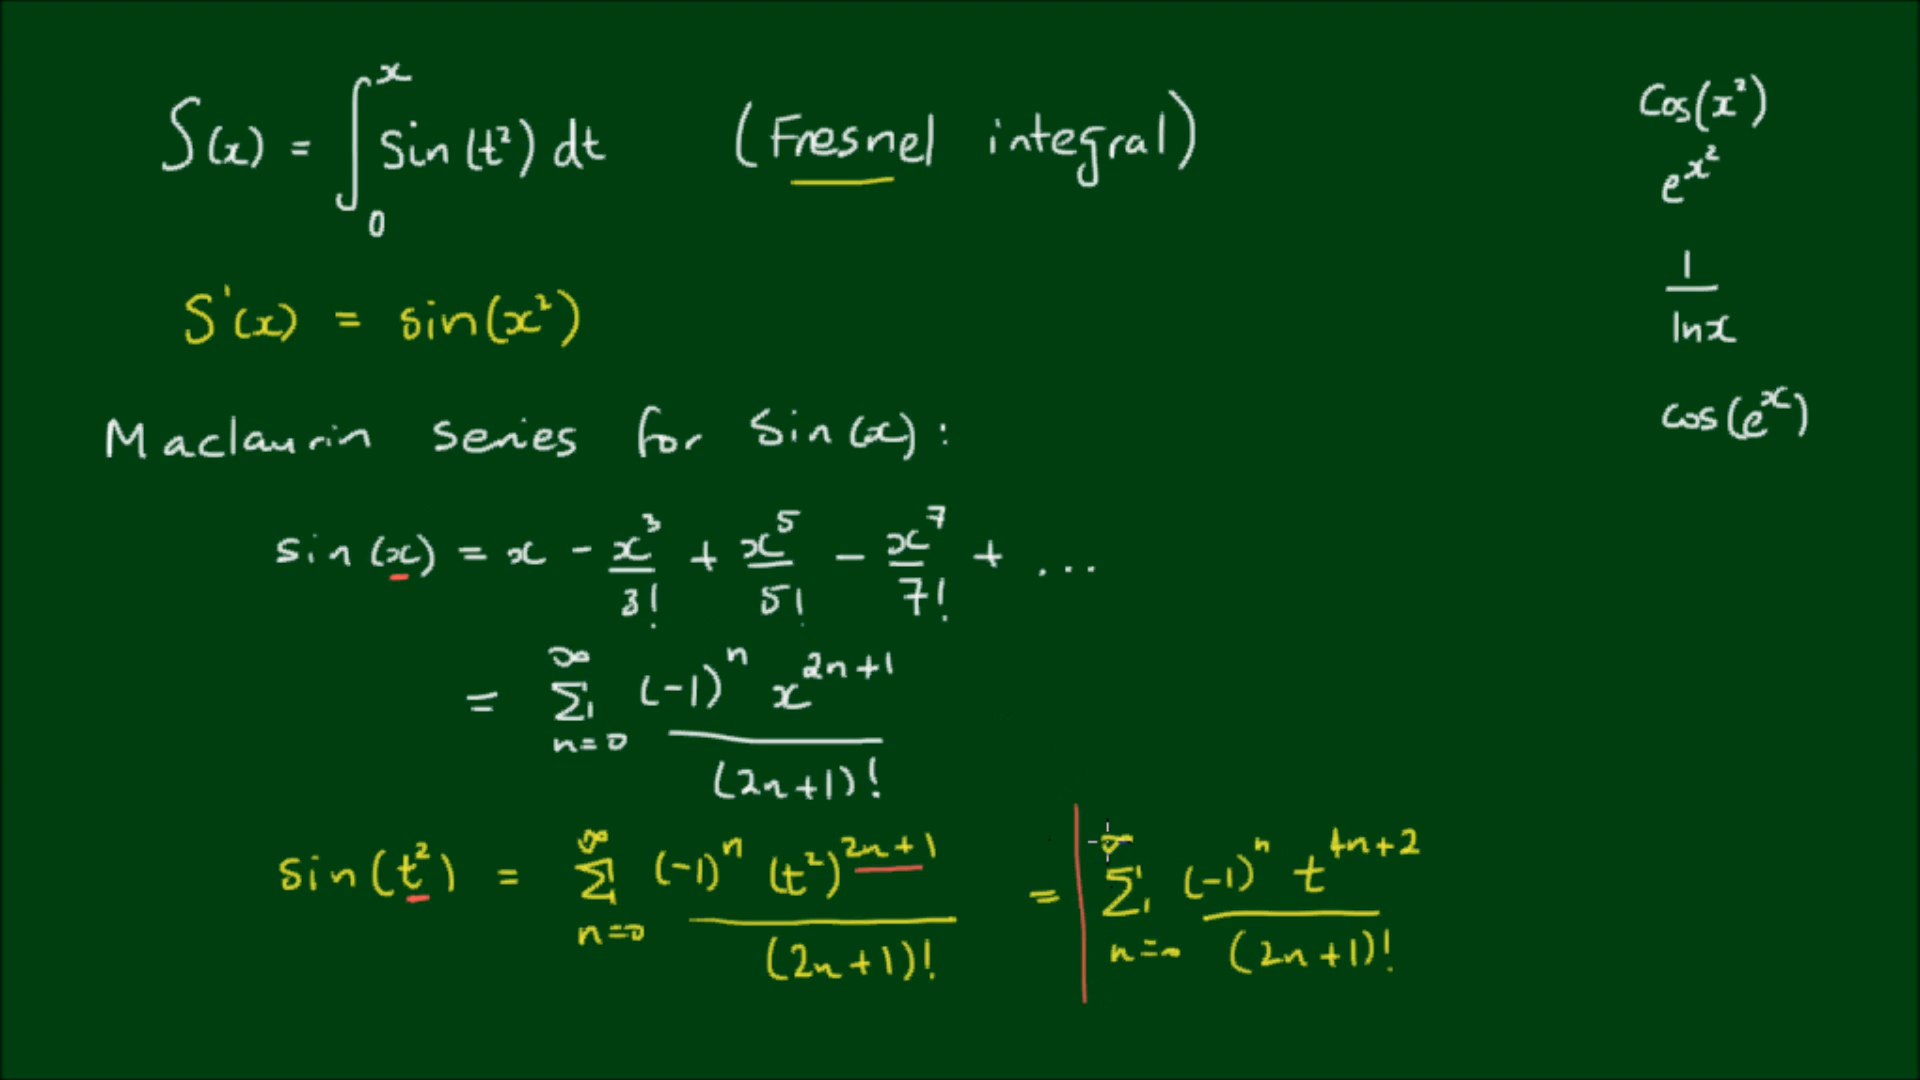 S(x) = ∫₀ˣ sin(t²) dt (Fresnel integral)
S'(x) = sin(x²)
Maclaurin series for sin(x):
sin(x) = x - x³/3! + x⁵/5! - x⁷/7! + ...
= Σ_{n=0}^{∞} (-1)ⁿ x^{2n+1} / (2n+1)!
sin(t²) = Σ_{n=0}^{∞} (-1)ⁿ (t²)^{2n+1} / (2n+1)! = Σ_{n=0}^{∞} (-1)ⁿ t^{4n+2} / (2n+1)!
Cos(x²)
e^{x²}
1/lnx
cos(e^x)